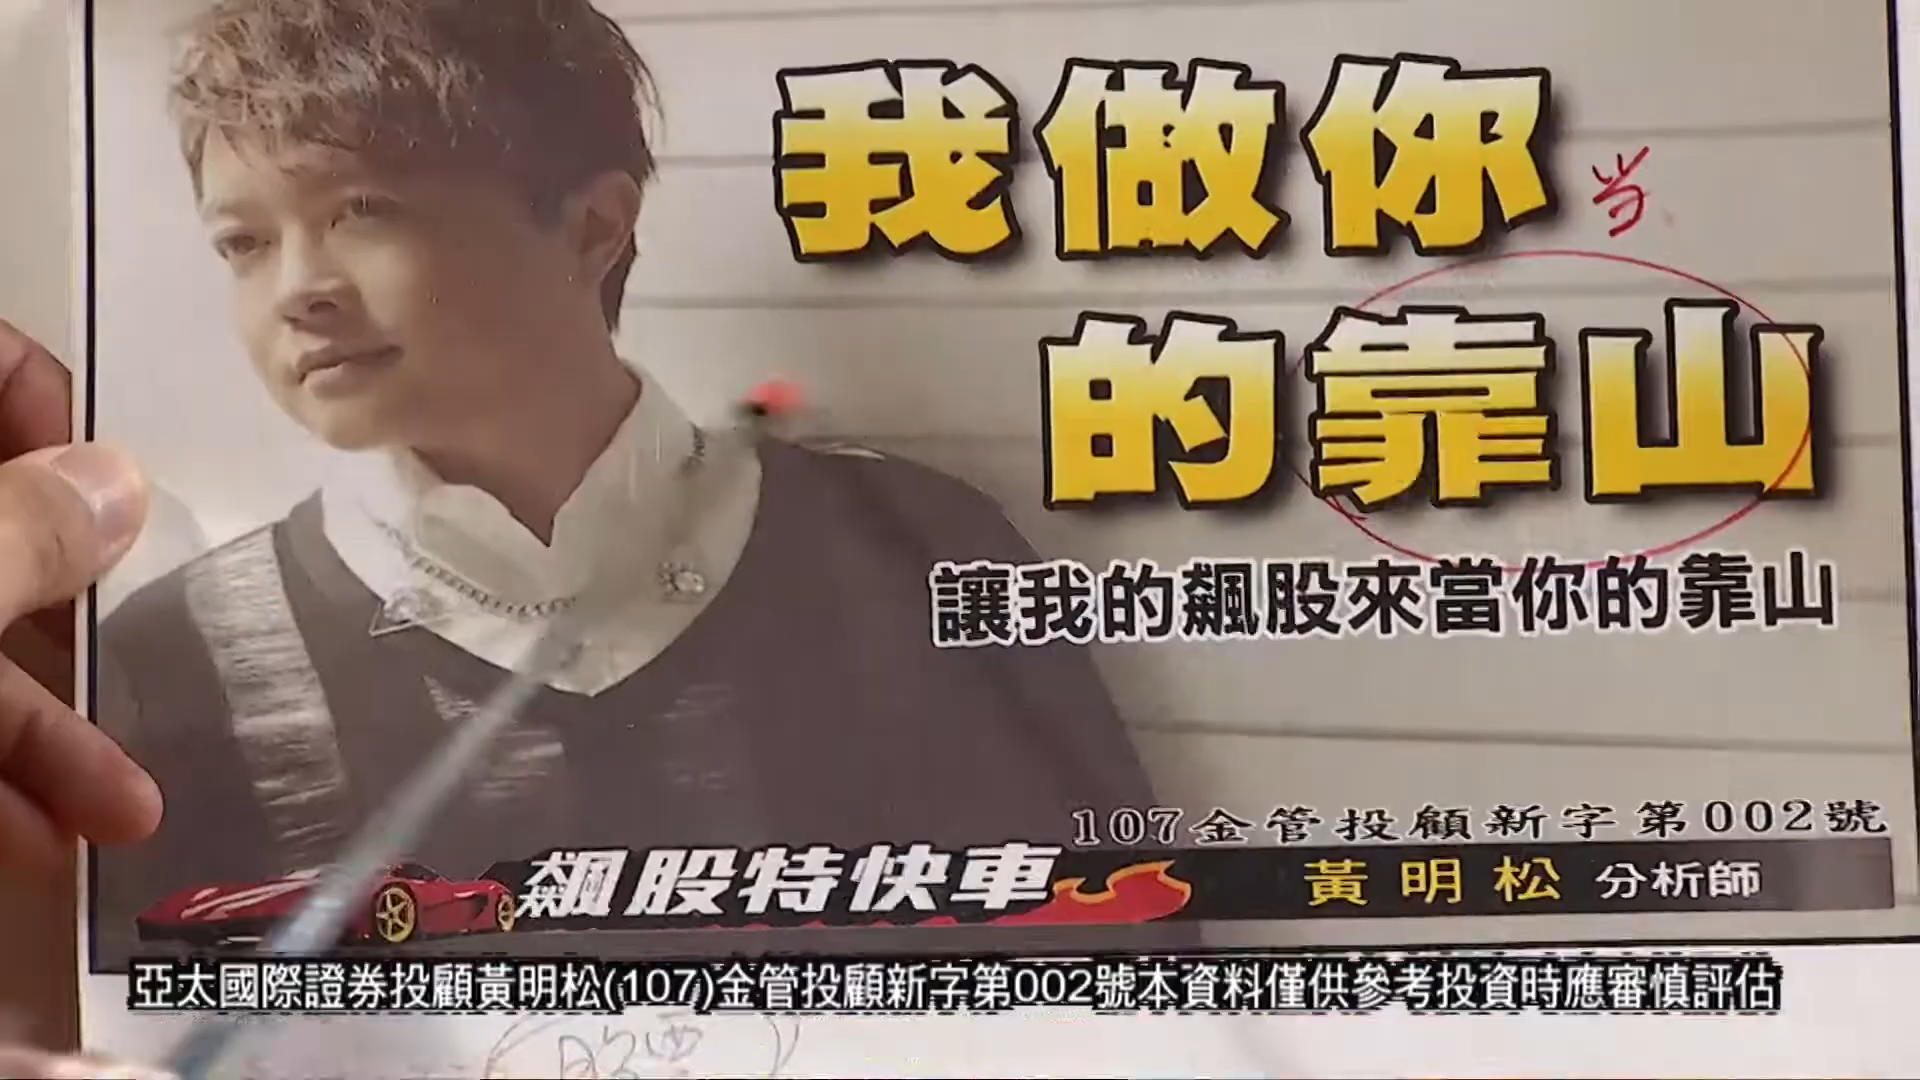 我做你
当
的靠山
讓我的飆股來當你的靠山
107金管投顧新字第002號
飆股特快車
黃明松 分析師
亞太國際證券投顧黃明松(107)金管投顧新字第002號本資料僅供參考投資時應審慎評估
股票